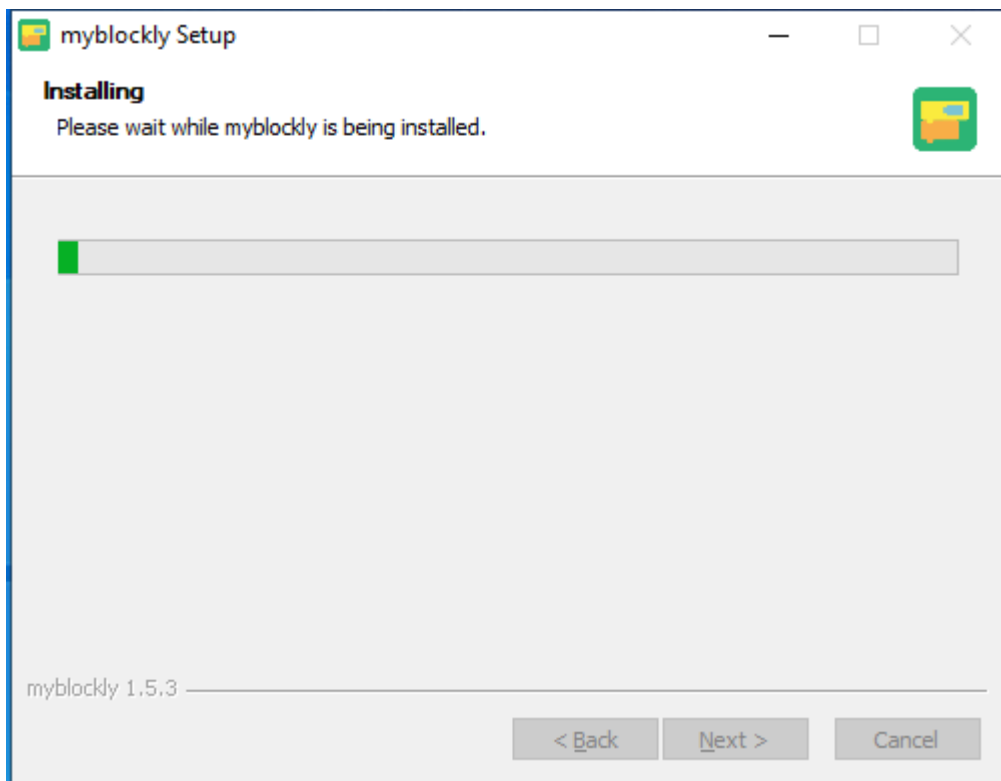 myblockly Setup
Installing
Please wait while myblockly is being installed.
myblockly 1.5.3
< Back
Next >
Cancel